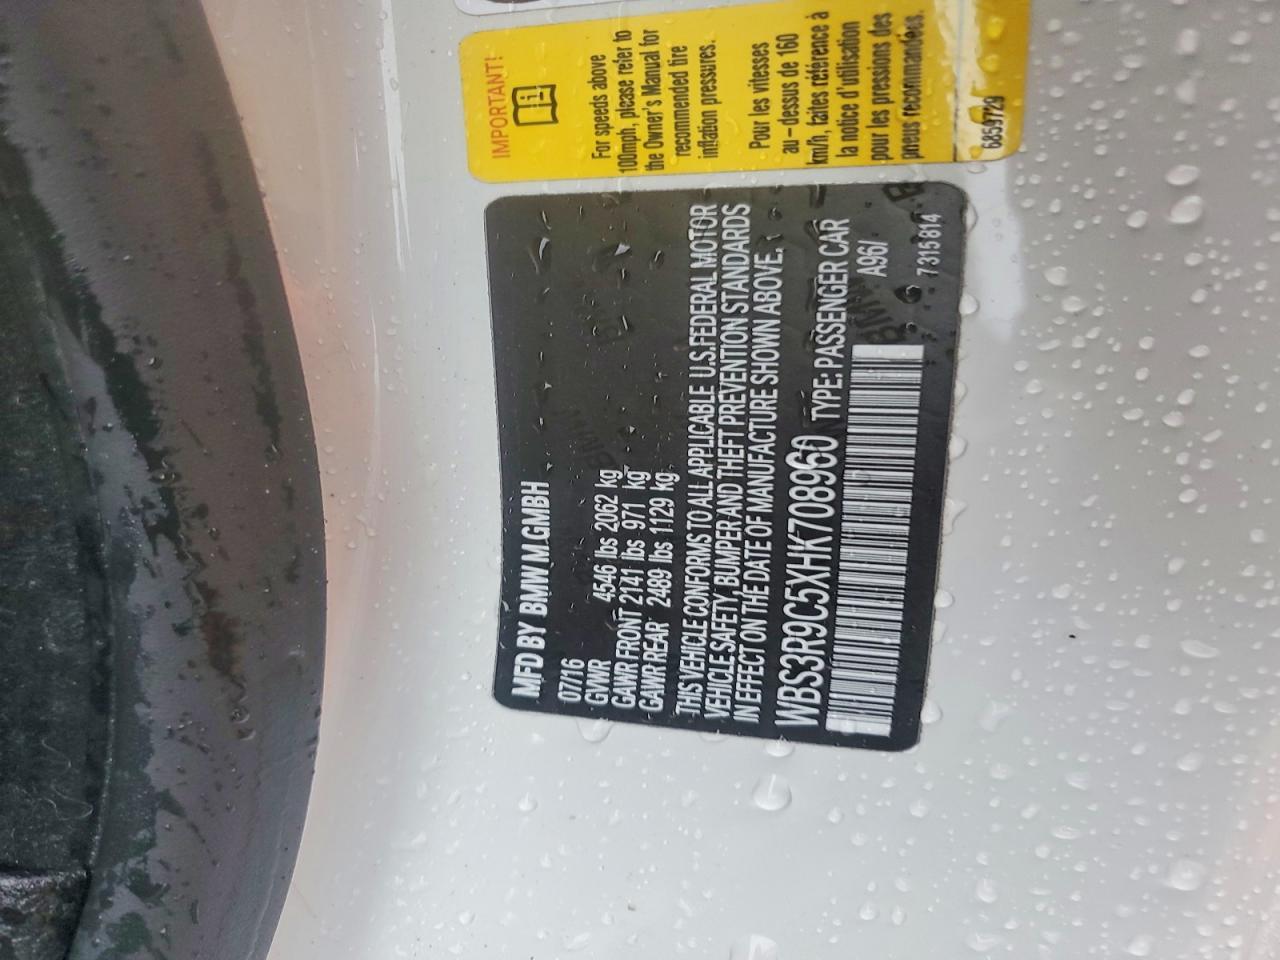 MFD BY BMW M GMBH
07/16
GVWR 4546 lbs 2062 kg
GAWR FRONT 2141 lbs 971 kg
GAWR REAR 2489 lbs 1129 kg
THIS VEHICLE CONFORMS TO ALL APPLICABLE U.S.FEDERAL MOTOR
VEHICLE SAFETY, BUMPER AND THEFT PREVENTION STANDARDS
IN EFFECT ON THE DATE OF MANUFACTURE SHOWN ABOVE.
WBS3R9C5XHK708960 TYPE: PASSENGER CAR
A96/
7315814
IMPORTANT!
For speeds above
100mph, please refer to
the Owner's Manual for
recommended tire
inflation pressures.
Pour les vitesses
au-dessus de 160
km/h, faites référence à
la notice d'utilisation
pour les pressions des
pneus recommandées.
6859729